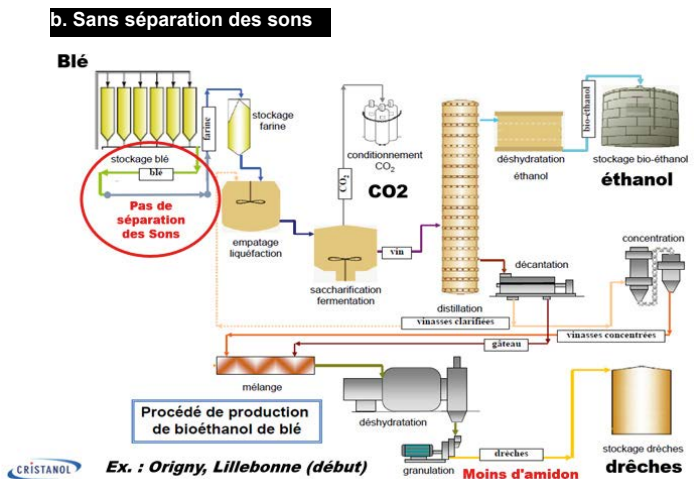 b. Sans séparation des sons
Blé
stockage blé
blé
farine
stockage
farine
Pas de
séparation
des Sons
empatage
liquéfaction
CO2
conditionnement
CO2
CO2
saccharification
fermentation
vin
distillation
déshydratation
éthanol
bio-éthanol
stockage bio-éthanol
éthanol
décantation
concentration
vinasses clarifiées
vinasses concentrées
gâteau
mélange
déshydratation
Procédé de production
de bioéthanol de blé
granulation
drêches
Moins d'amidon
stockage drêches
drêches
CRISTANOL
Ex. : Origny, Lillebonne (début)